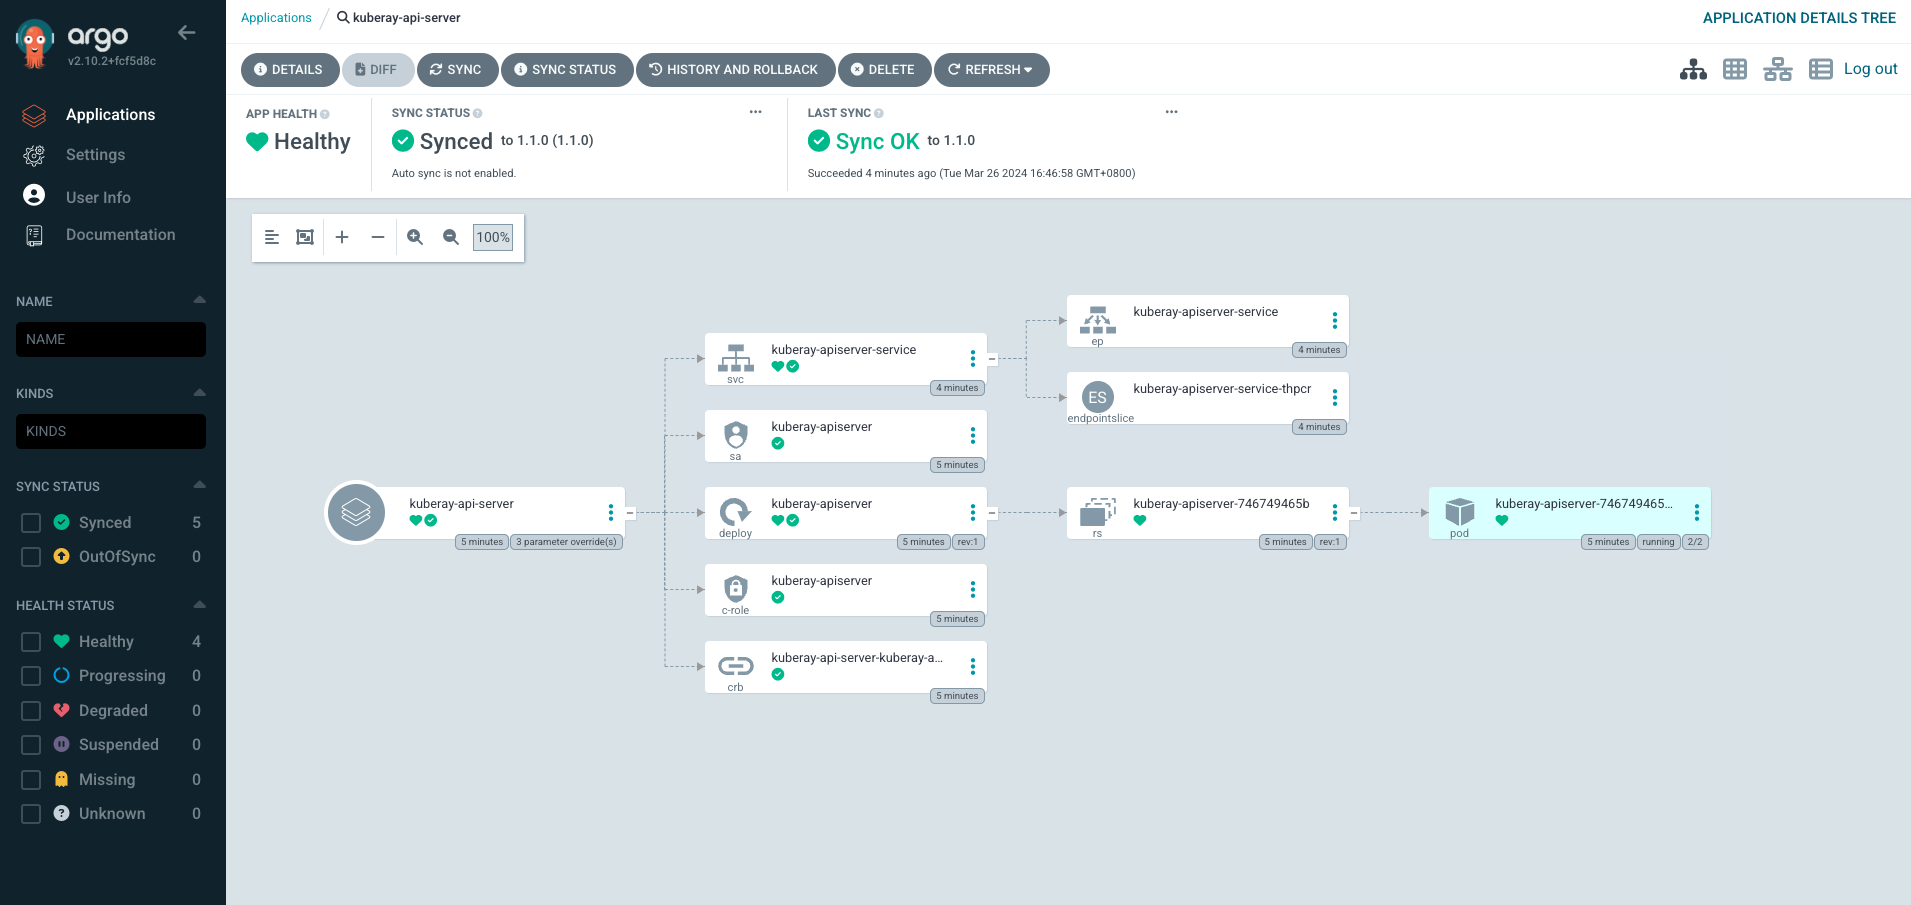 argo
v2.10.2+fcf5d8c
Applications
Settings
User Info
Documentation
NAME
NAME
KINDS
KINDS
SYNC STATUS
Synced 5
OutOfSync 0
HEALTH STATUS
Healthy 4
Progressing 0
Degraded 0
Suspended 0
Missing 0
Unknown 0
Applications / kuberay-api-server
APPLICATION DETAILS TREE
DETAILS DIFF SYNC SYNC STATUS HISTORY AND ROLLBACK DELETE REFRESH
Log out
APP HEALTH
Healthy
SYNC STATUS
Synced to 1.1.0 (1.1.0)
Auto sync is not enabled.
LAST SYNC
Sync OK to 1.1.0
Succeeded 4 minutes ago (Tue Mar 26 2024 16:46:58 GMT+0800)
100%
kuberay-api-server
5 minutes 3 parameter override(s)
kuberay-apiserver-service
svc
4 minutes
kuberay-apiserver
sa
5 minutes
kuberay-apiserver
deploy
5 minutes rev:1
kuberay-apiserver
c-role
5 minutes
kuberay-api-server-kuberay-a...
crb
5 minutes
kuberay-apiserver-service
ep
4 minutes
ES
kuberay-apiserver-service-thpcr
endpointslice
4 minutes
kuberay-apiserver-746749465b
rs
5 minutes rev:1
kuberay-apiserver-746749465...
pod
5 minutes running 2/2